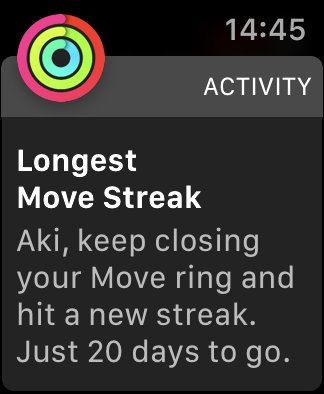 14:45
ACTIVITY
Longest
Move Streak
Aki, keep closing
your Move ring and
hit a new streak.
Just 20 days to go.